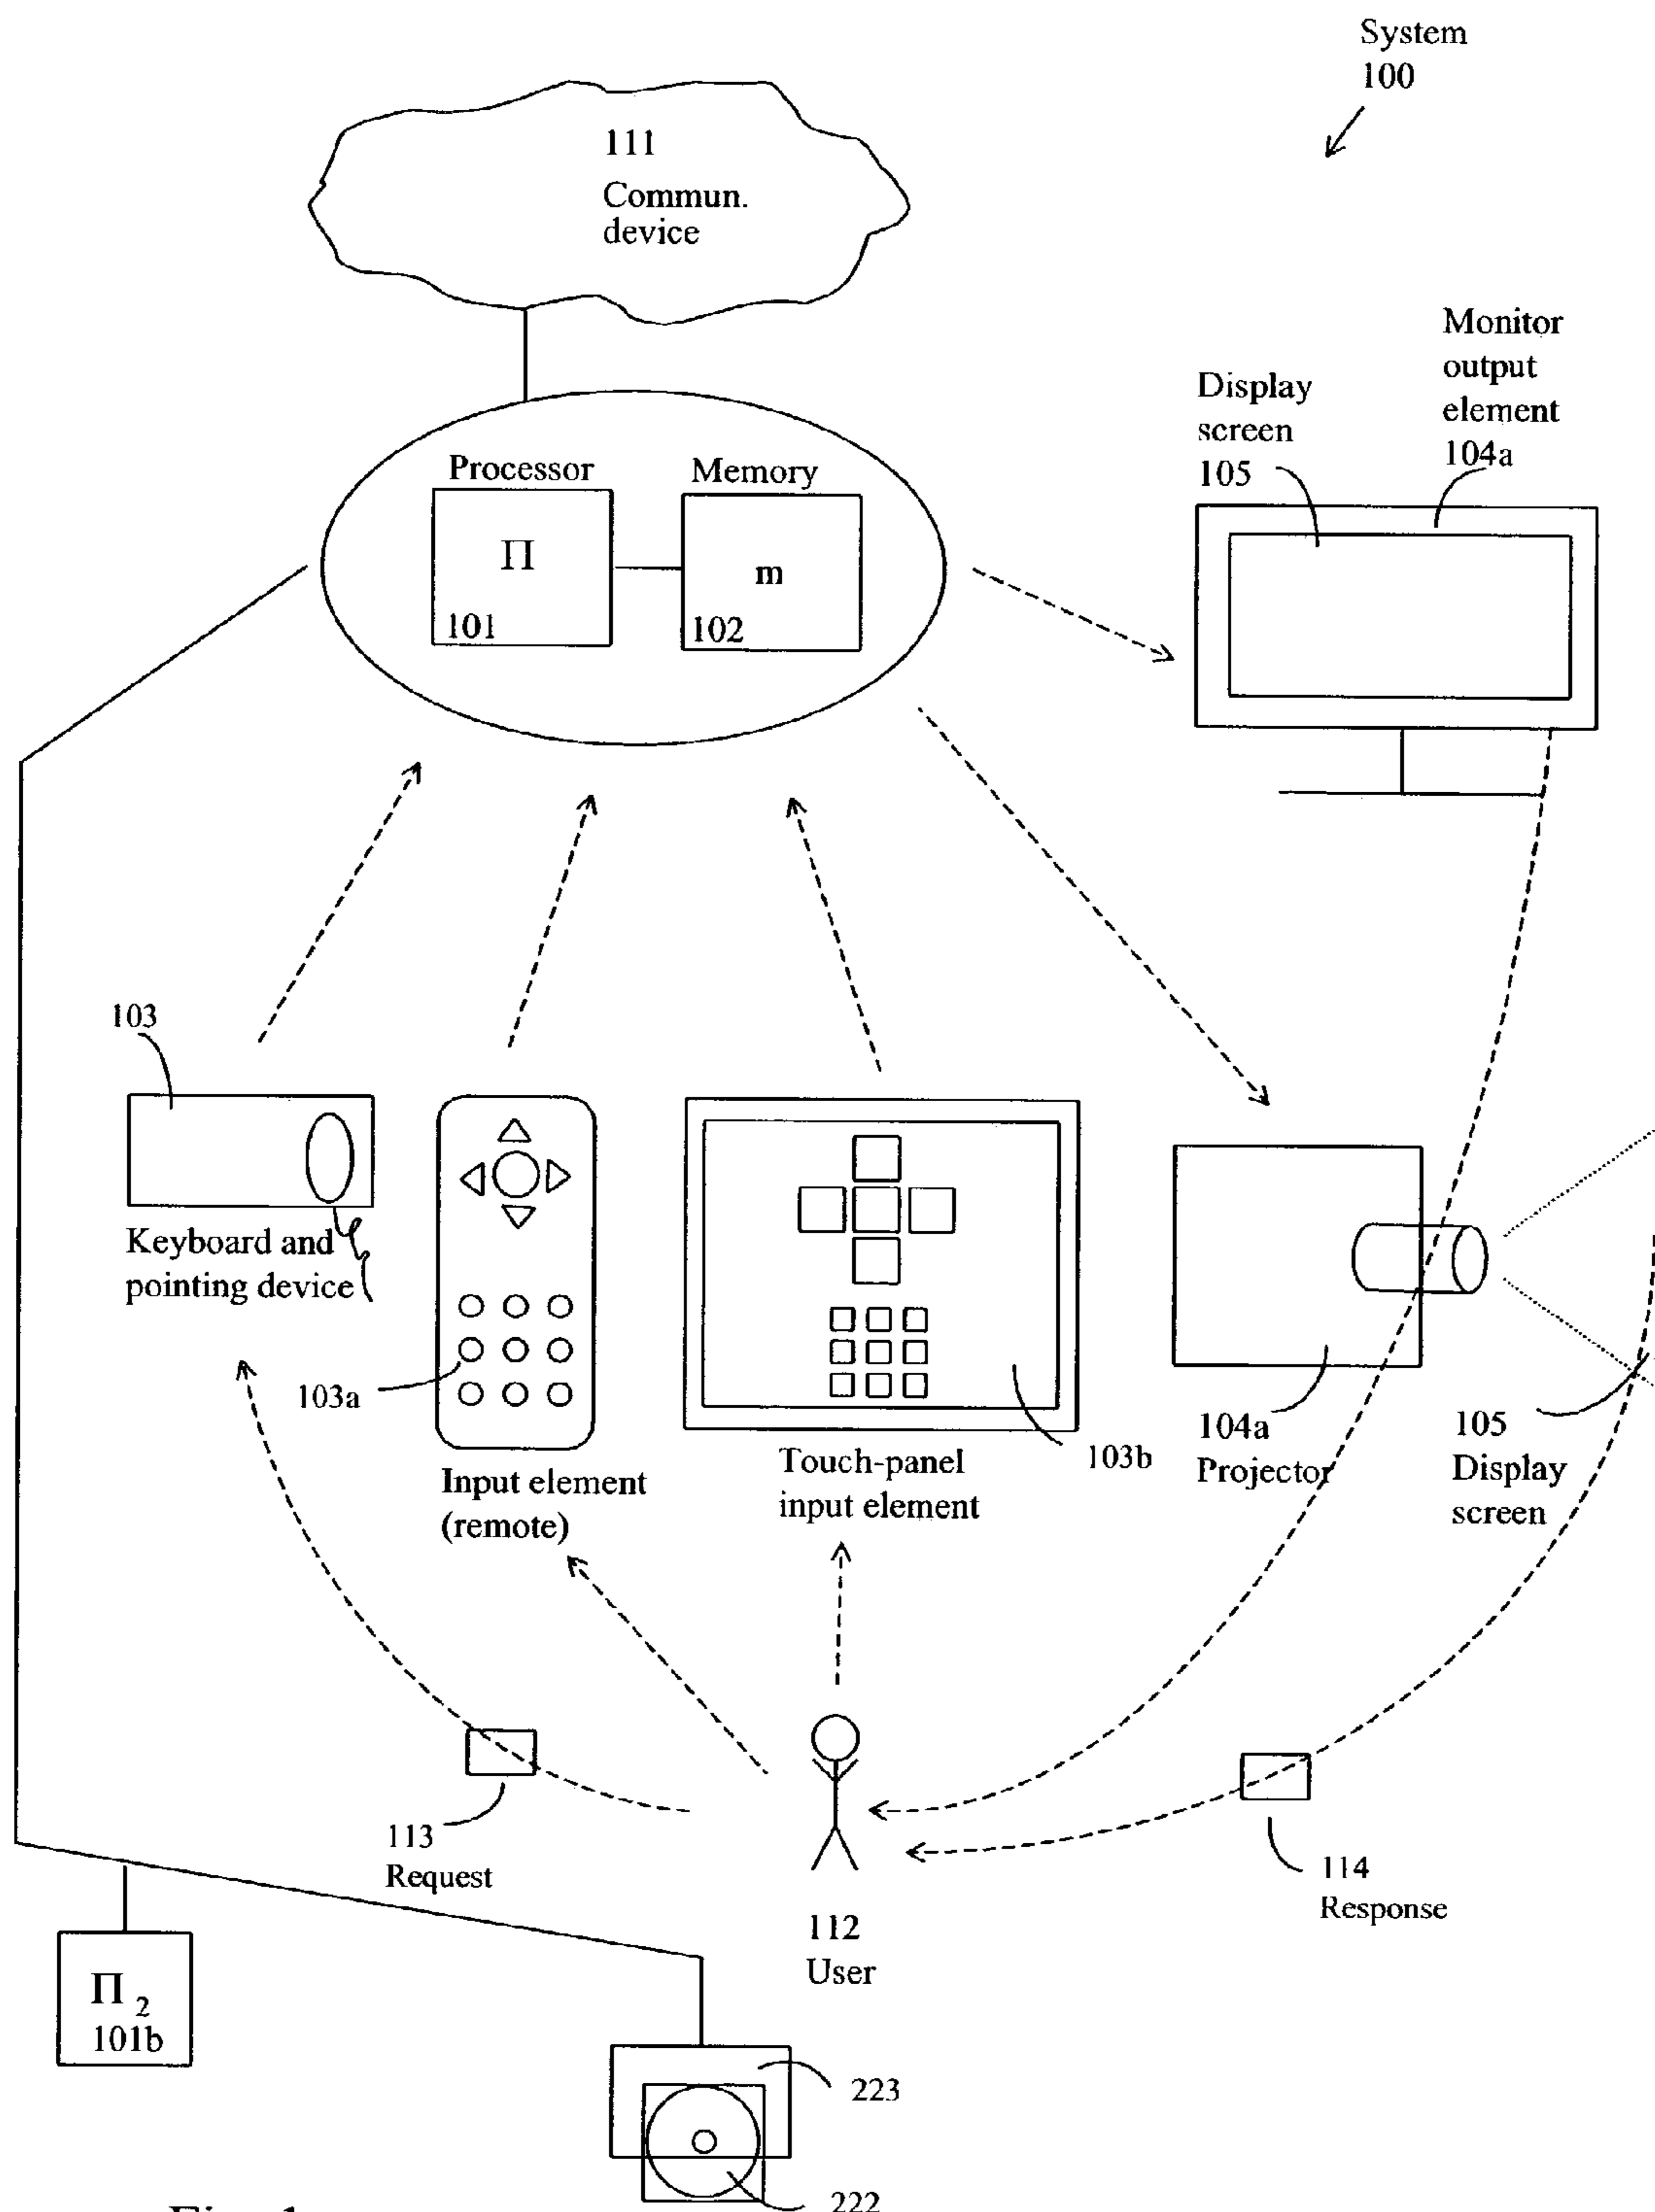 System
100
111
Commun.
device
Monitor
output
element
104a
Display
screen
105
Processor
Memory
Π
m
101
102
103
Keyboard and
pointing device
103a
Input element
(remote)
103b
Touch-panel
input element
104a
Projector
105
Display
screen
113
Request
112
User
114
Response
Π 2
101b
223
222